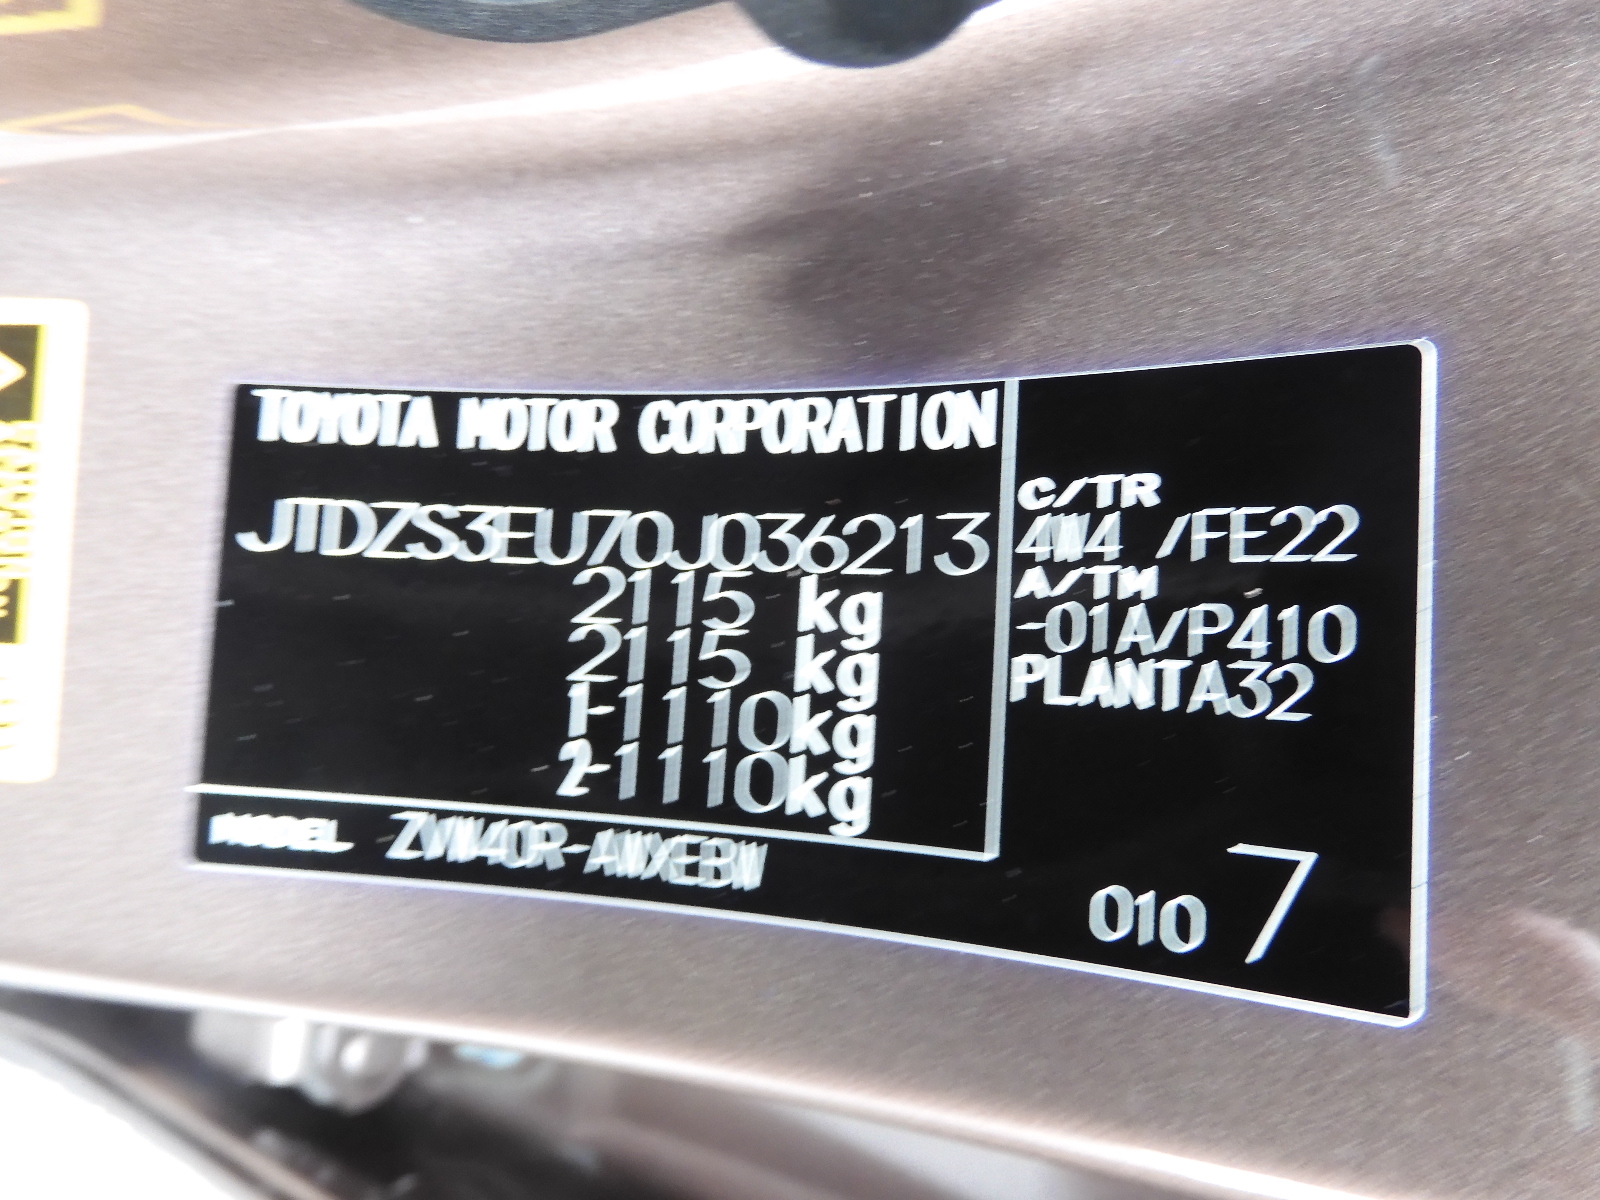 TOYOTA MOTOR CORPORATION
JTDZS3EU70J036213
2115 kg
2115 kg
1-1110kg
2-1110kg
MODEL ZVW40R-AWXEBW
C/TR
4W4 /FE22
A/TM
-01A/P410
PLANTA32
010 7